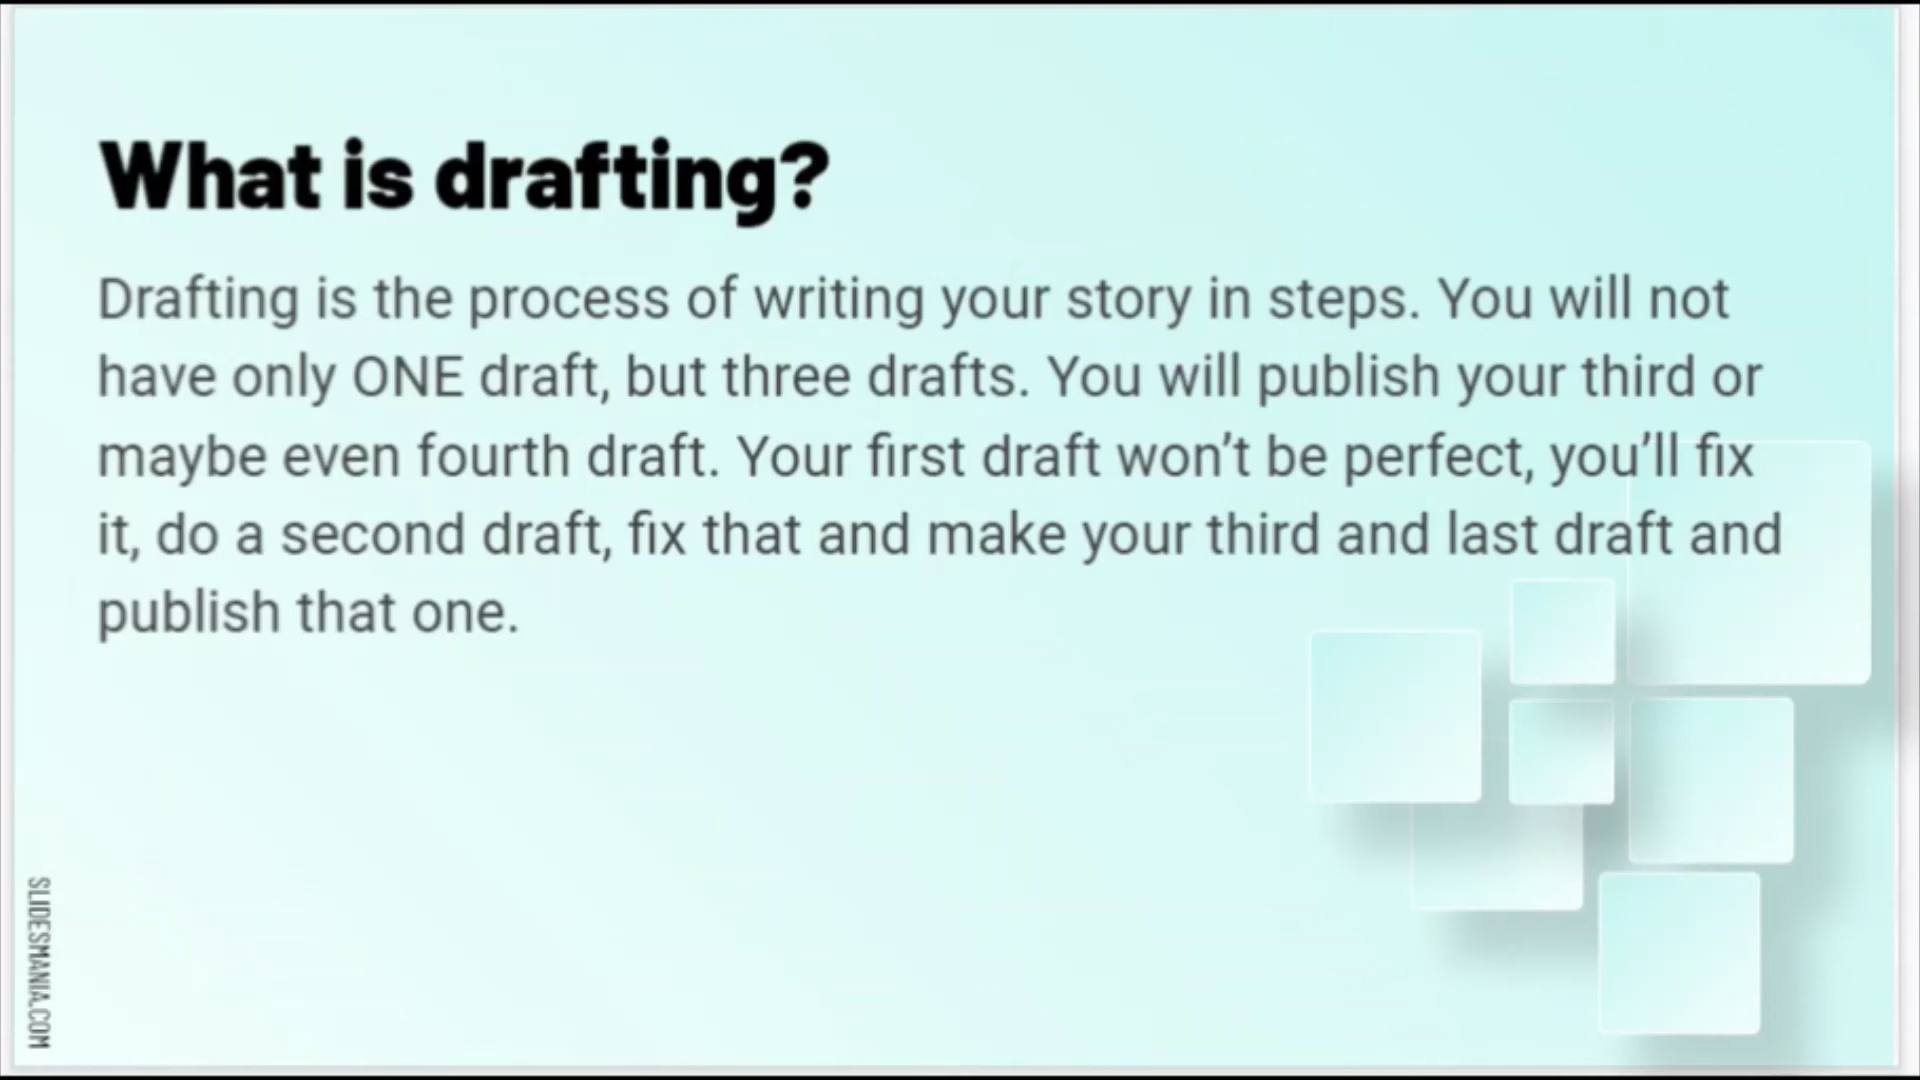 What is drafting?
Drafting is the process of writing your story in steps. You will not
have only ONE draft, but three drafts. You will publish your third or
maybe even fourth draft. Your first draft won’t be perfect, you’ll fix
it, do a second draft, fix that and make your third and last draft and
publish that one.
SLIDESMANIA.COM